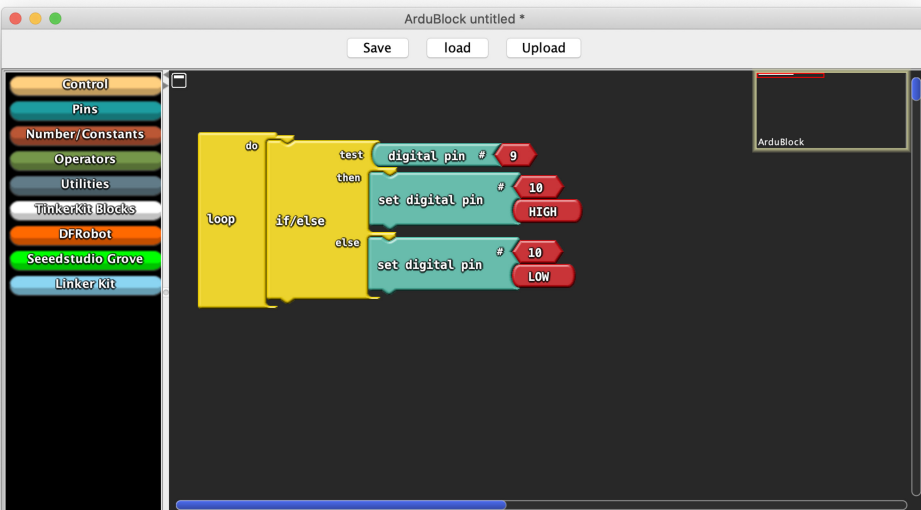 ArduBlock untitled *
Save load Upload
Control
Pins
Number/Constants
Operators
Utilities
TinkerKit Blocks
DFRobot
Seeedstudio Grove
Linker Kit
ArduBlock
loop
do
if/else
test
digital pin # 9
then
set digital pin
# 10
HIGH
else
set digital pin
# 10
LOW